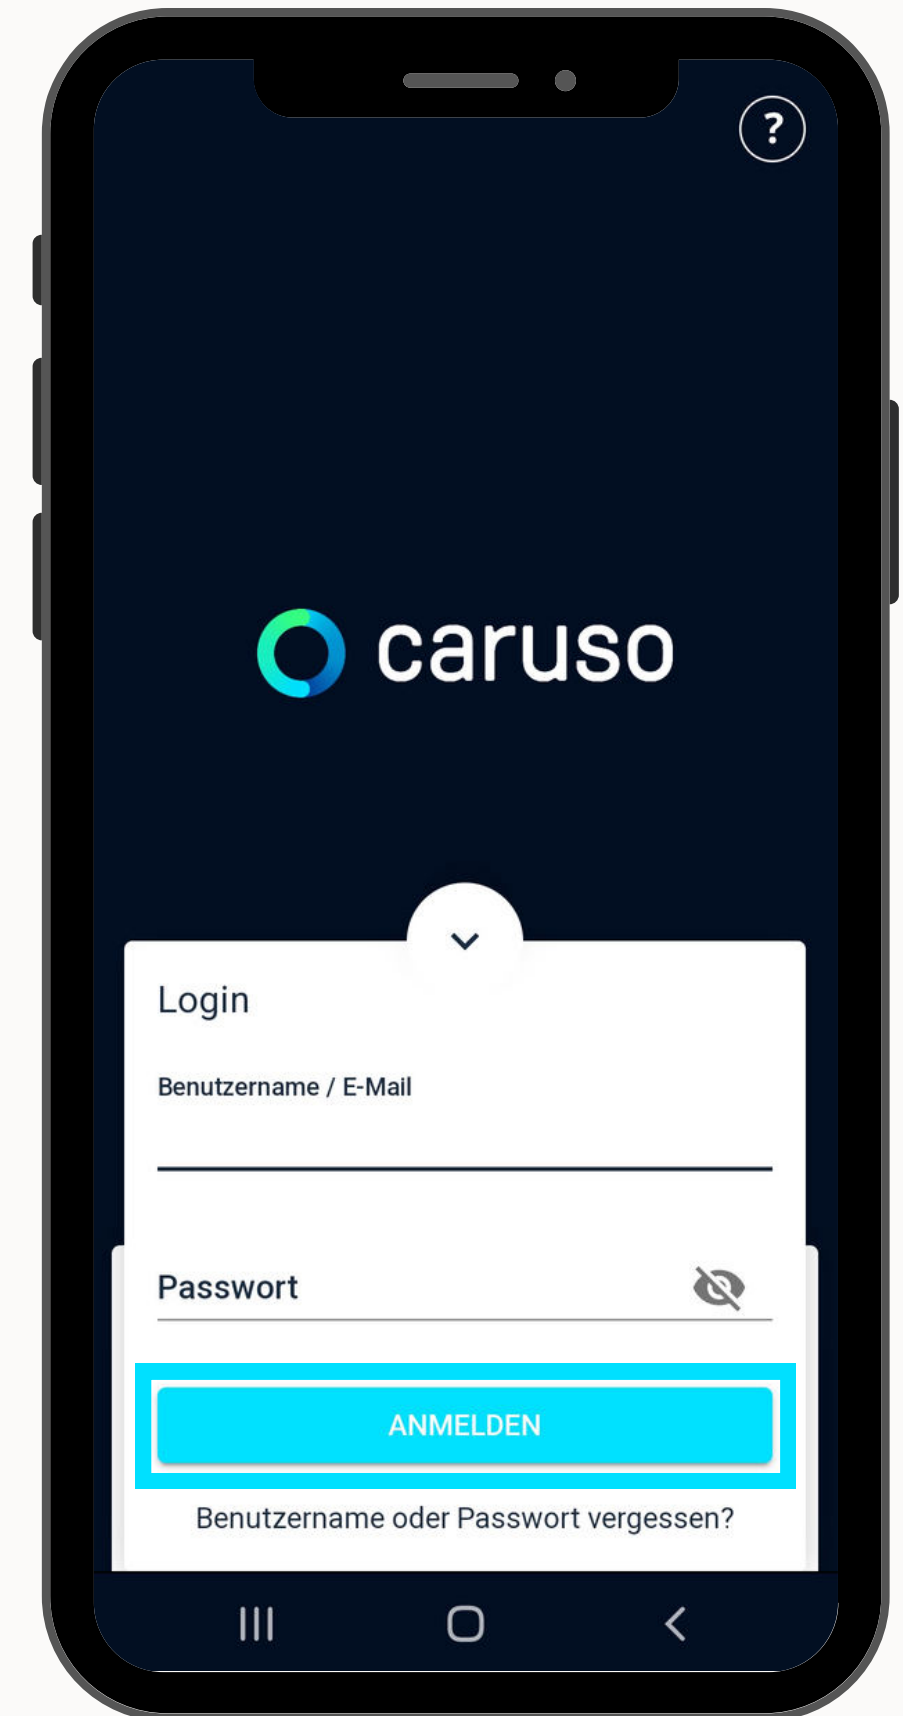 ?
caruso
Login
Benutzername / E-Mail
Passwort
ANMELDEN
Benutzername oder Passwort vergessen?